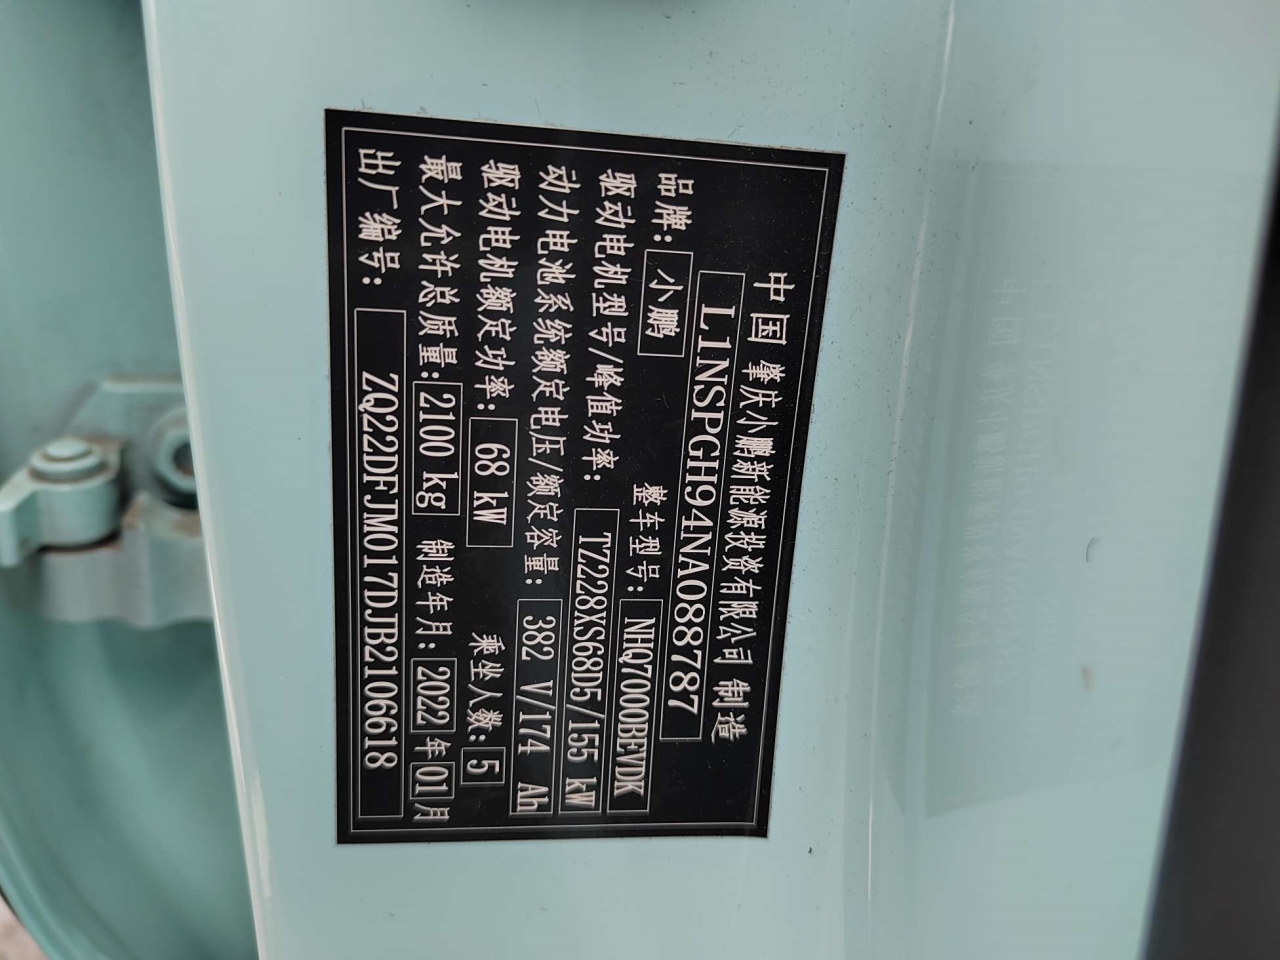 中国 肇庆小鹏新能源投资有限公司 制造
L1NSPGH94NA088787
品牌: 小鹏 整车型号: NHQ7000BEVDK
驱动电机型号/峰值功率: TZ228XS68D5/155 kW
动力电池系统额定电压/额定容量: 382 V/174 Ah
驱动电机额定功率: 68 kW 乘坐人数: 5
最大允许总质量: 2100 kg 制造年月: 2022 年 01 月
出厂编号: ZQ22DFJM017DJB2106618